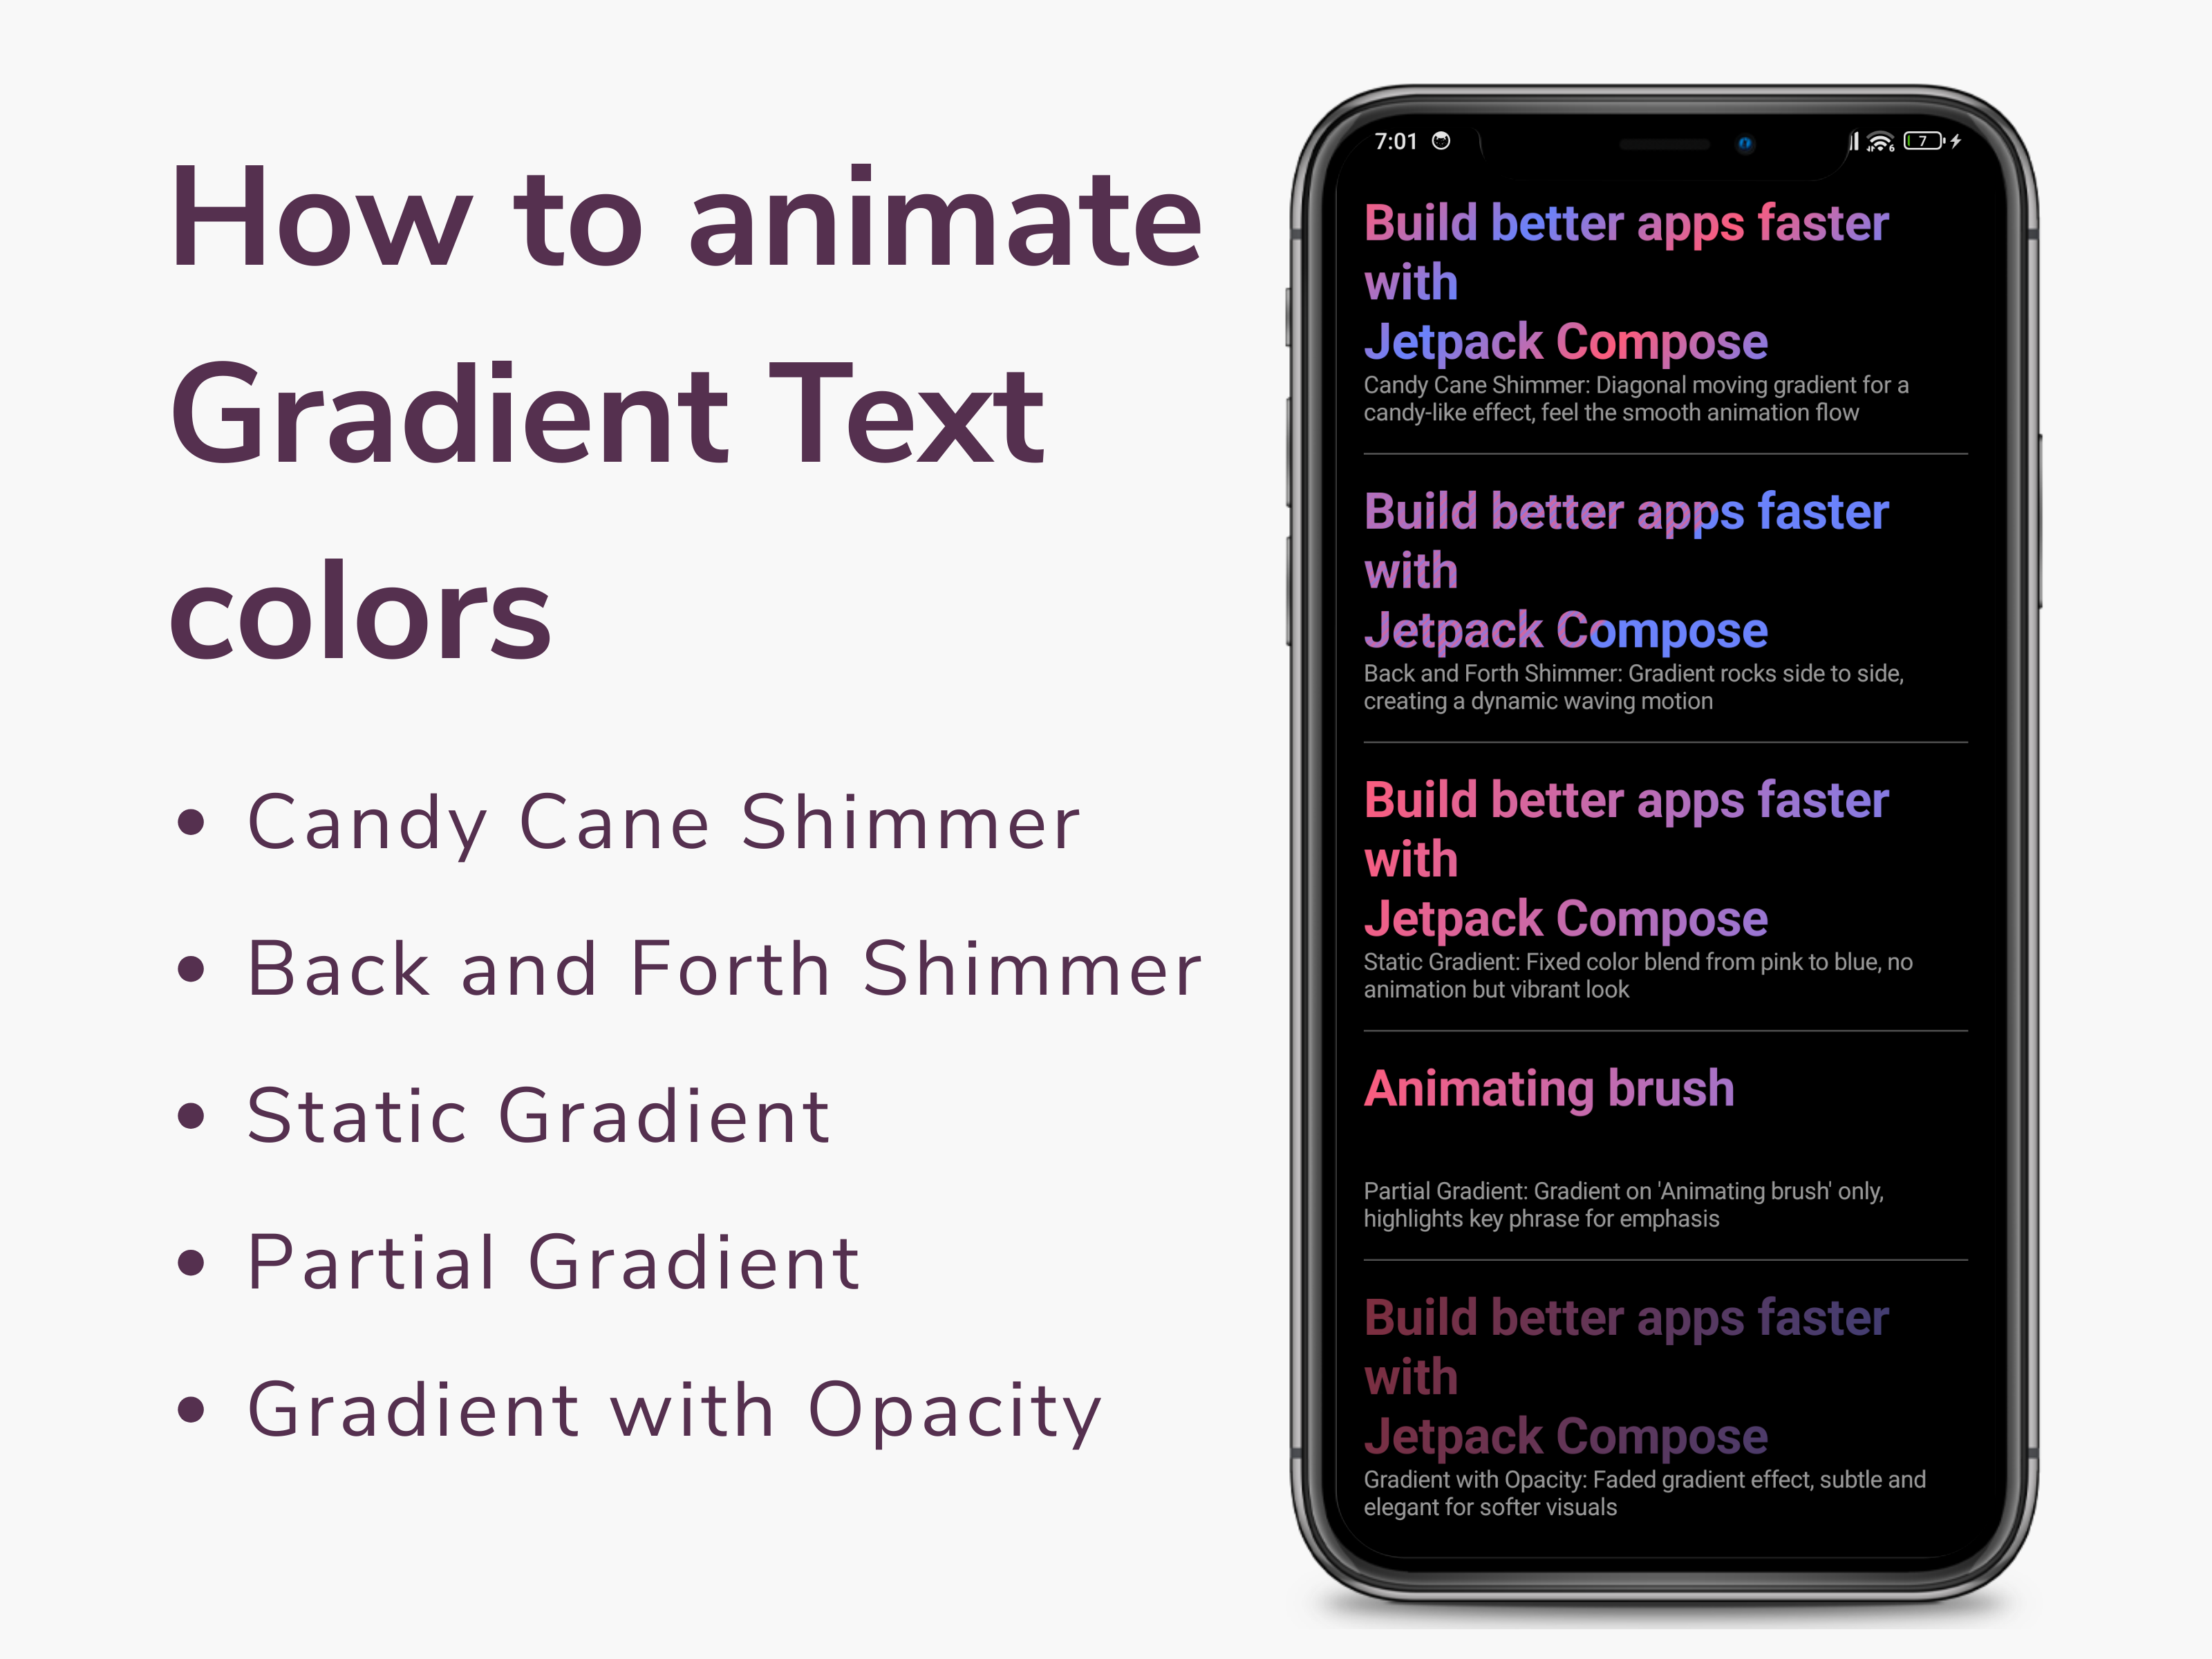 How to animate
Gradient Text
colors
• Candy Cane Shimmer
• Back and Forth Shimmer
• Static Gradient
• Partial Gradient
• Gradient with Opacity
7:01
6
7
Build better apps faster
with
Jetpack Compose
Candy Cane Shimmer: Diagonal moving gradient for a
candy-like effect, feel the smooth animation flow
Build better apps faster
with
Jetpack Compose
Back and Forth Shimmer: Gradient rocks side to side,
creating a dynamic waving motion
Build better apps faster
with
Jetpack Compose
Static Gradient: Fixed color blend from pink to blue, no
animation but vibrant look
Animating brush
Partial Gradient: Gradient on 'Animating brush' only,
highlights key phrase for emphasis
Build better apps faster
with
Jetpack Compose
Gradient with Opacity: Faded gradient effect, subtle and
elegant for softer visuals